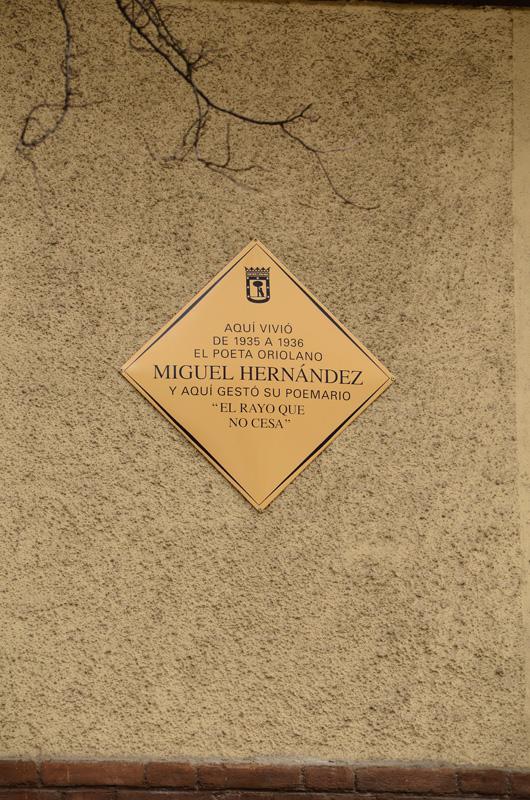 AQUÍ VIVIÓ
DE 1935 A 1936
EL POETA ORIOLANO
MIGUEL HERNÁNDEZ
Y AQUÍ GESTÓ SU POEMARIO
“EL RAYO QUE
NO CESA”